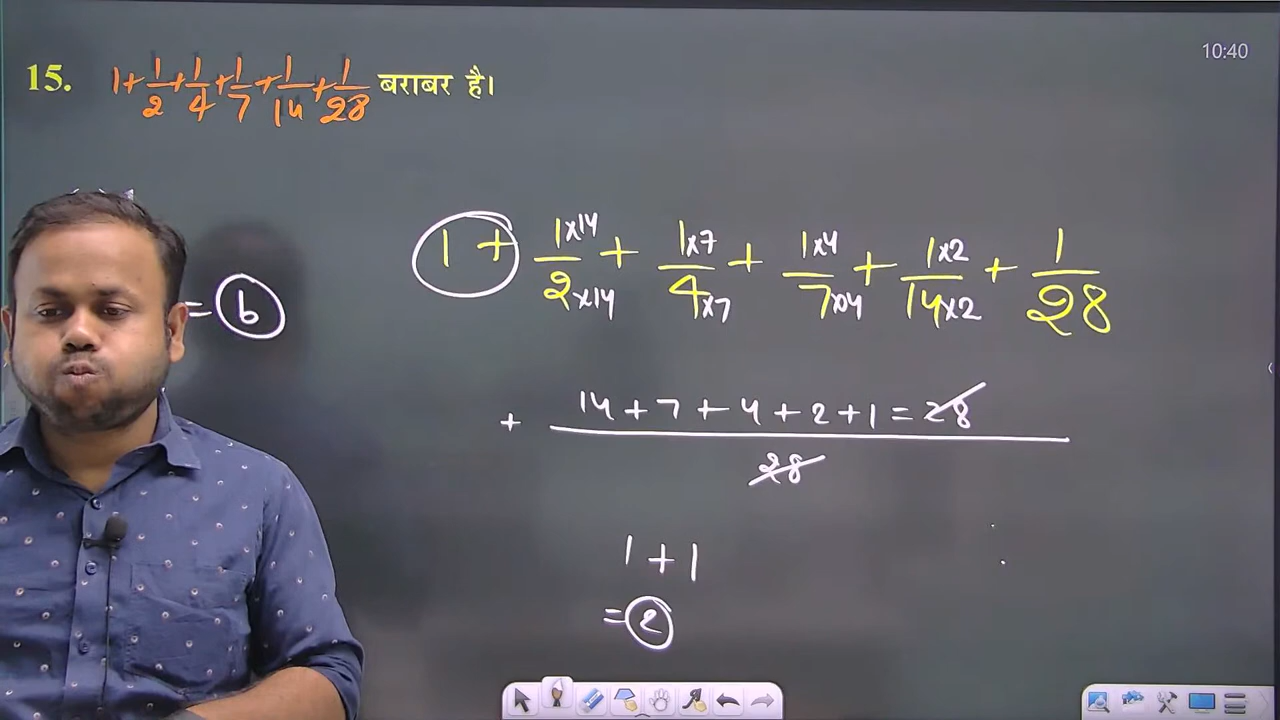 10:40
15. 1+1/2+1/4+1/7+1/14+1/28 बराबर है।
1 + 1×14/2×14 + 1×7/4×7 + 1×4/7×4 + 1×2/14×2 + 1/28
= b
+ 14+7+4+2+1=28/28
1+1
=2